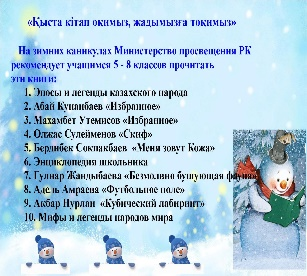 «Қыста кітап оқимыз, жадымызға тоқимыз»
На зимних каникулах Министерство просвещения РК
рекомендует учащимся 5 - 8 классов прочитать
эти книги:
1. Эпосы и легенды казахского народа
2. Абай Кунанбаев «Избранное»
3. Махамбет Утемисов «Избранное»
4. Олжас Сулейменов «Скиф»
5. Бердибек Сокпакбаев «Меня зовут Кожа»
6. Энциклопедия школьника
7. Гулнар Жандыбаева «Безмолвно бушующая фауна»
8. Адель Амраева «Футбольное поле»
9. Акбар Нурлан «Кубический лабиринт»
10. Мифы и легенды народов мира